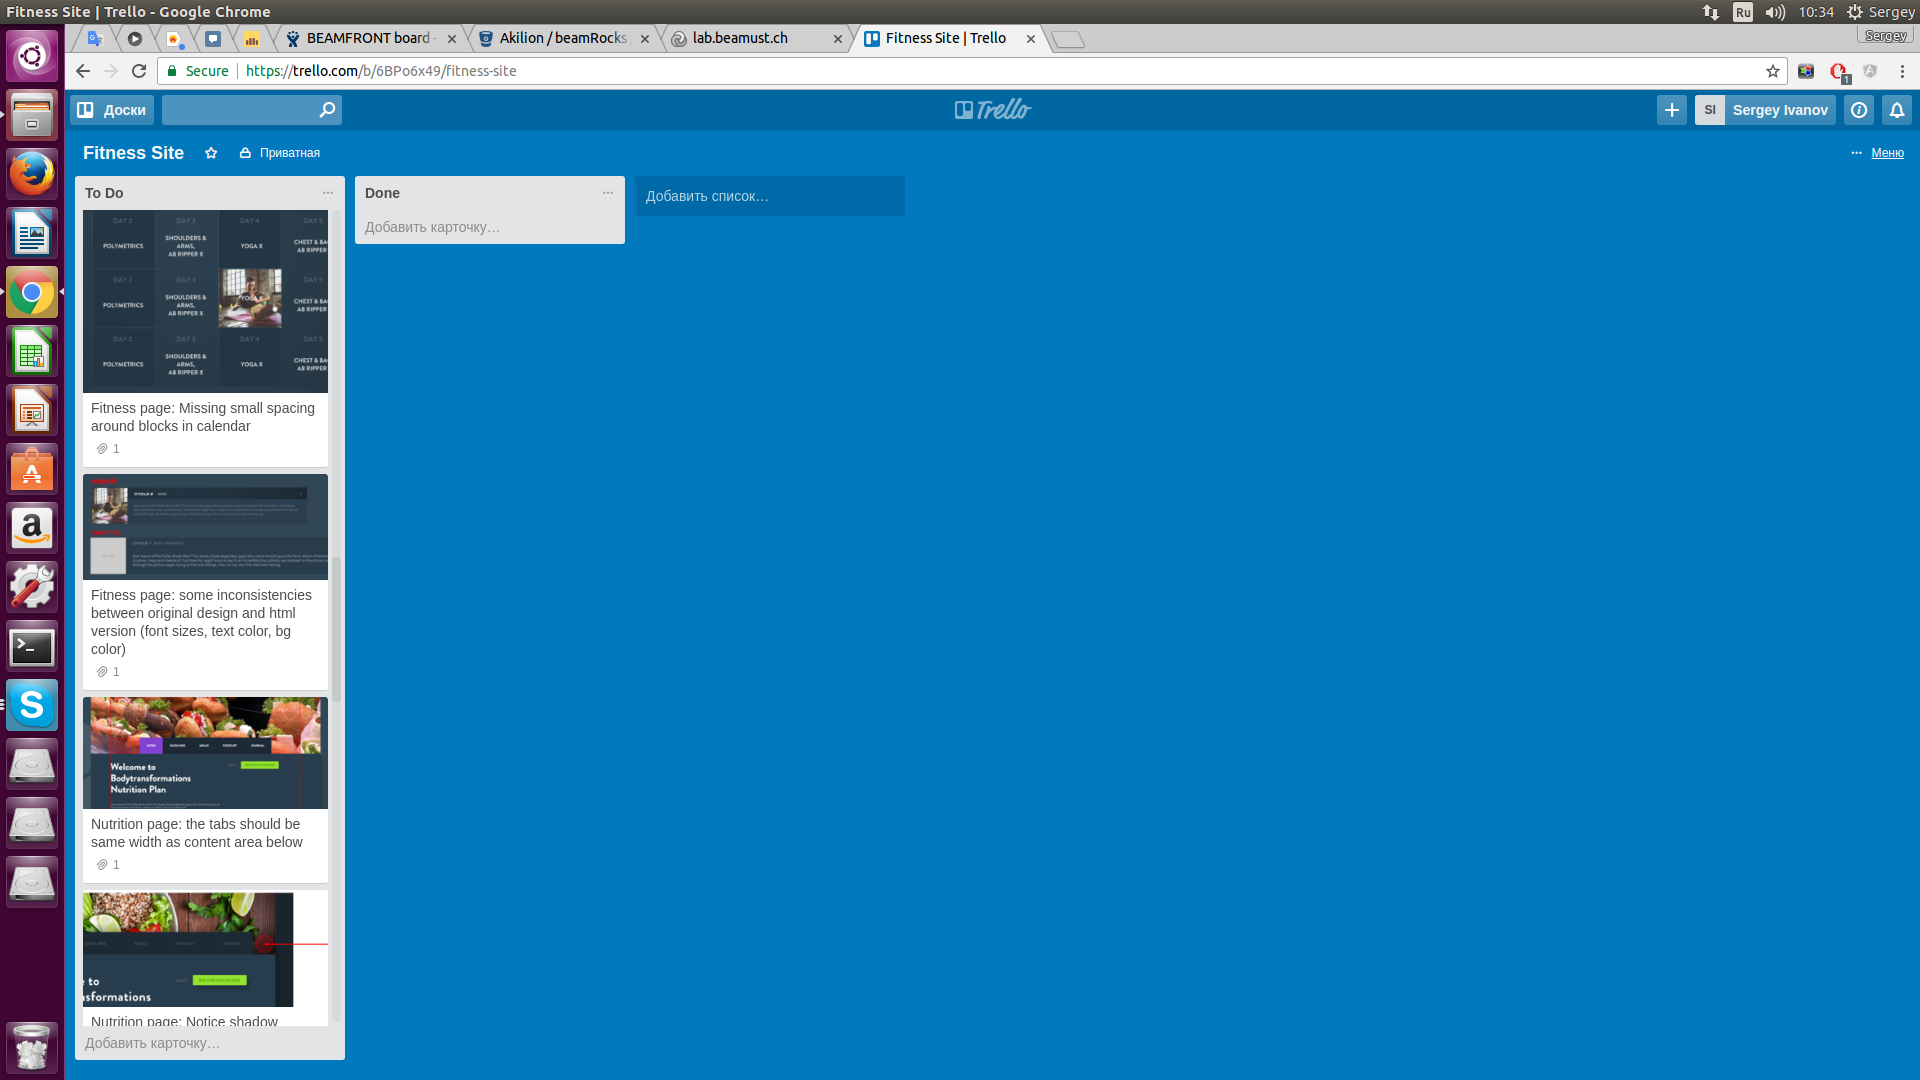 Fitness Site | Trello - Google Chrome
Ru
10:34
Sergey
BEAMFRONT board -
Akilion / beamRocks
lab.beamust.ch
Fitness Site | Trello
Sergey
Secure
https://trello.com/b/6BPo6x49/fitness-site
1
Доски
Trello
SI
Sergey Ivanov
Fitness Site
Приватная
Меню
To Do
DAY 2
DAY 3
DAY 4
DAY 5
POLYMETRICS
SHOULDERS &
ARMS,
AB RIPPER X
YOGA X
CHEST & BA
AB RIPPER X
DAY 2
DAY 3
DAY 5
POLYMETRICS
SHOULDERS &
ARMS,
AB RIPPER X
YOGA X
CHEST & BA
AB RIPPER X
DAY 2
DAY 3
DAY 4
DAY 5
POLYMETRICS
SHOULDERS &
ARMS,
AB RIPPER X
YOGA X
CHEST & BA
AB RIPPER X
Fitness page: Missing small spacing
around blocks in calendar
1
Fitness page: some inconsistencies
between original design and html
version (font sizes, text color, bg
color)
1
Welcome to
Bodytransformations
Nutrition Plan
Nutrition page: the tabs should be
same width as content area below
1
e to
nsformations
Nutrition page: Notice shadow
Добавить карточку…
Done
Добавить карточку…
Добавить список…